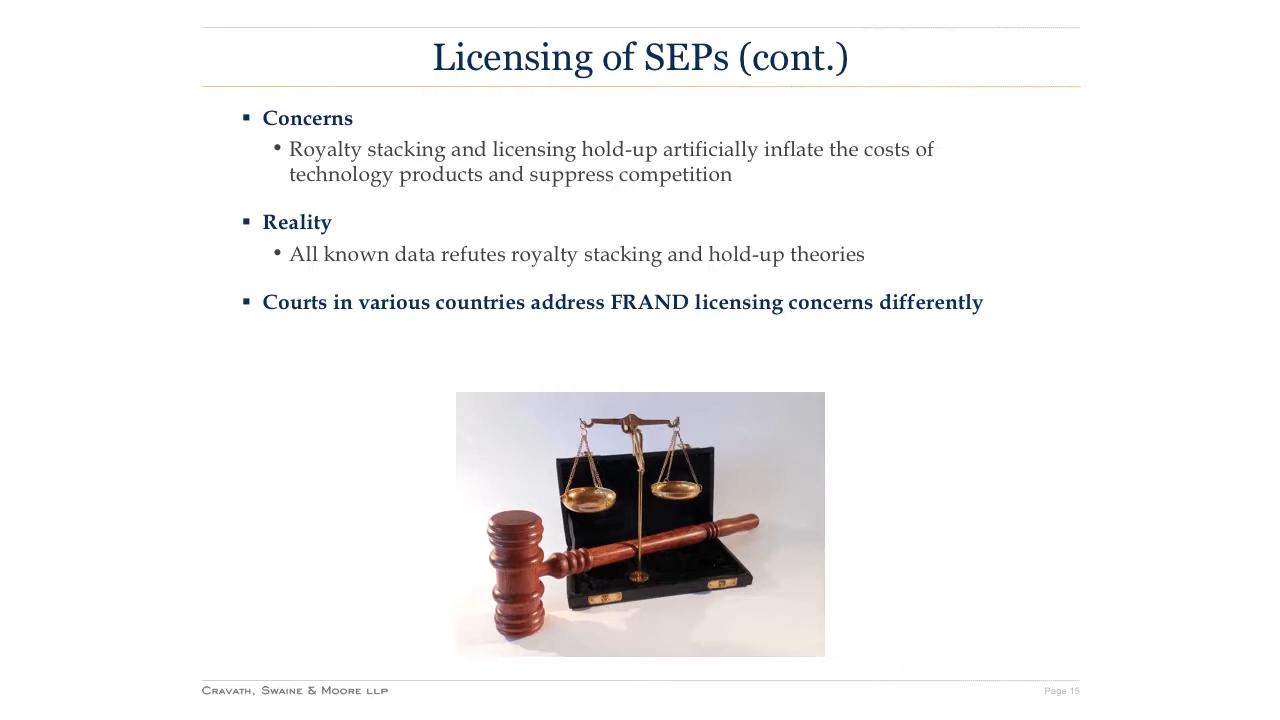 Licensing of SEPs (cont.)
▪ Concerns
• Royalty stacking and licensing hold-up artificially inflate the costs of
technology products and suppress competition
▪ Reality
• All known data refutes royalty stacking and hold-up theories
▪ Courts in various countries address FRAND licensing concerns differently
CRAVATH, SWAINE & MOORE LLP
Page 15